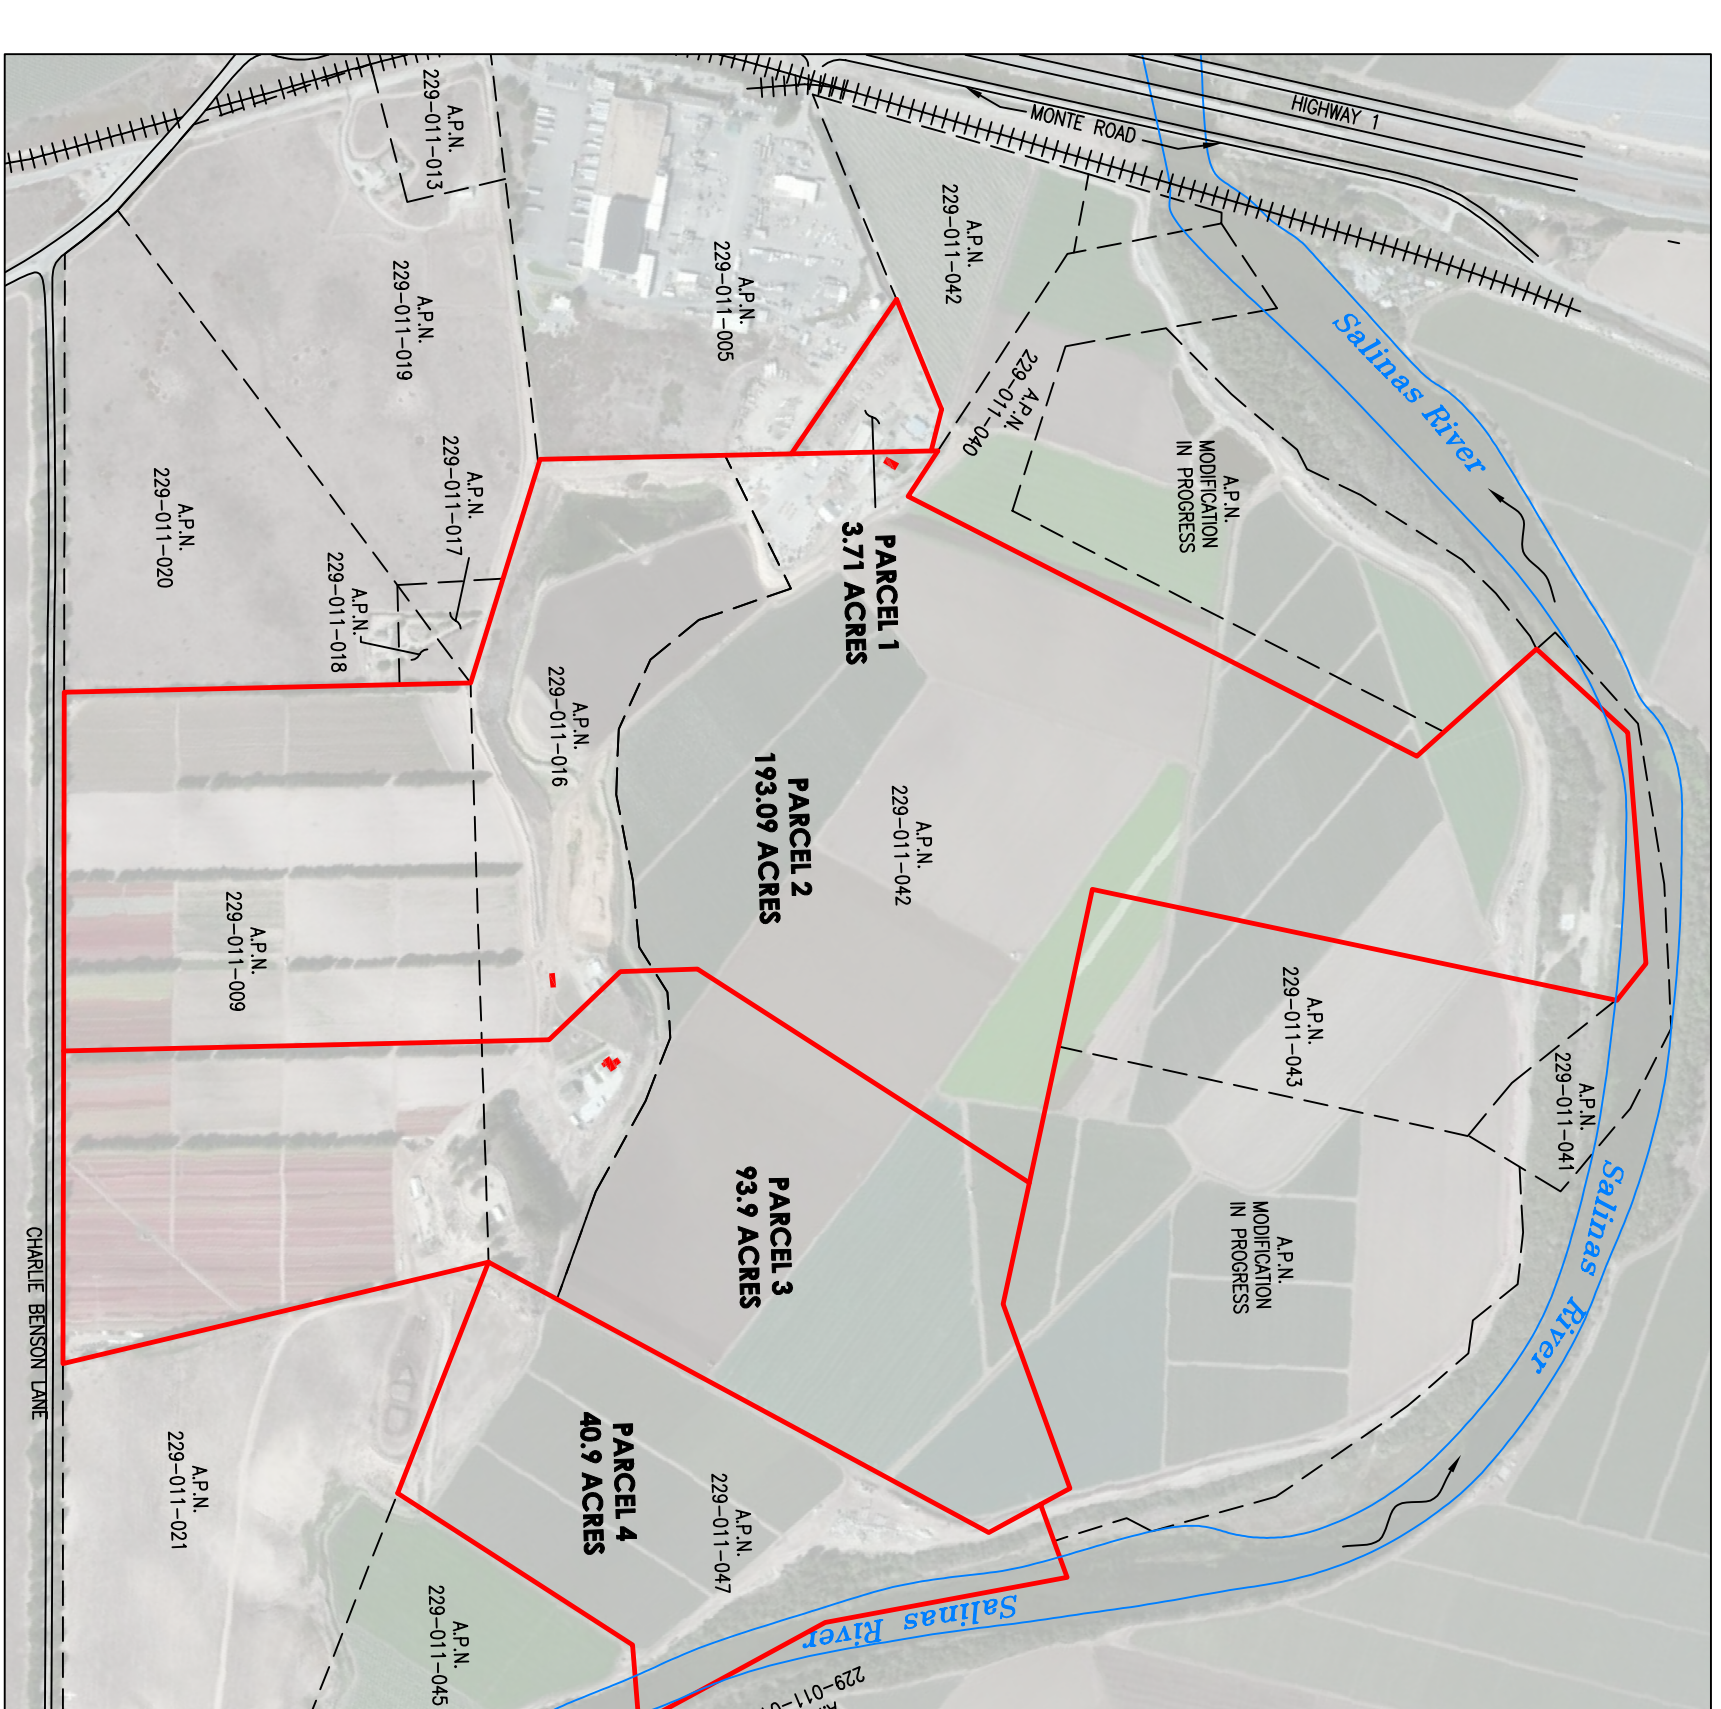 HIGHWAY 1
MONTE ROAD
A.P.N.
229-011-013
A.P.N.
229-011-042
A.P.N.
229-011-005
A.P.N.
229-011-019
Salinas River
A.P.N.
229-011-040
A.P.N.
MODIFICATION
IN PROGRESS
A.P.N.
229-011-017
A.P.N.
229-011-020
A.P.N.
229-011-018
PARCEL 1
3.71 ACRES
A.P.N.
229-011-016
PARCEL 2
193.09 ACRES
A.P.N.
229-011-042
A.P.N.
229-011-009
A.P.N.
229-011-043
A.P.N.
229-011-041
Salinas River
PARCEL 3
93.9 ACRES
A.P.N.
MODIFICATION
IN PROGRESS
CHARLIE BENSON LANE
PARCEL 4
40.9 ACRES
A.P.N.
229-011-047
A.P.N.
229-011-021
A.P.N.
229-011-045
Salinas River
229-011-0